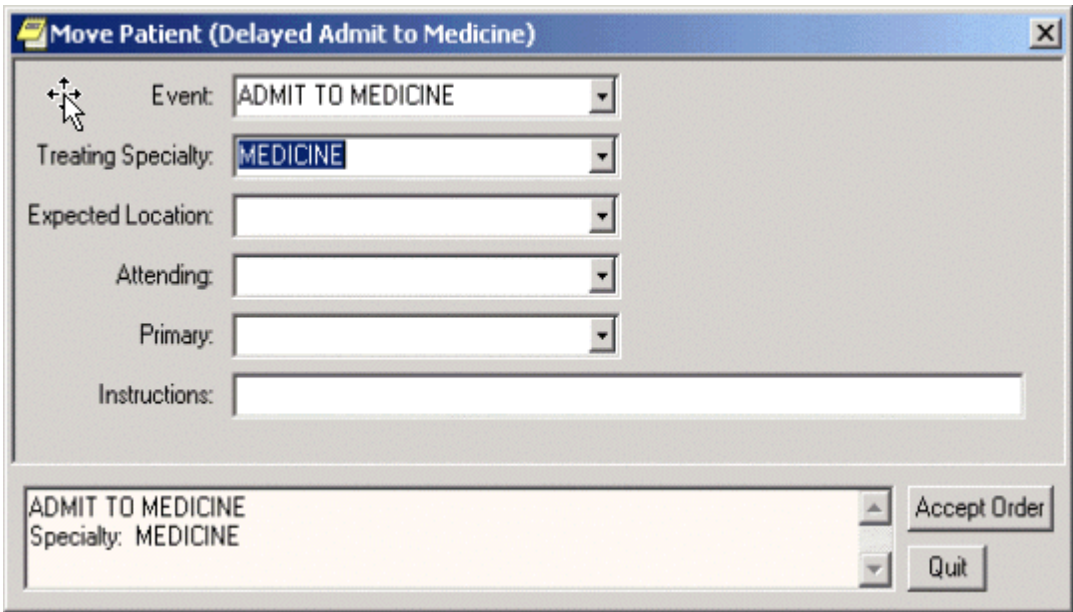 Move Patient (Delayed Admit to Medicine)
Event: ADMIT TO MEDICINE
Treating Specialty: MEDICINE
Expected Location:
Attending:
Primary:
Instructions:
ADMIT TO MEDICINE
Specialty: MEDICINE
Accept Order
Quit